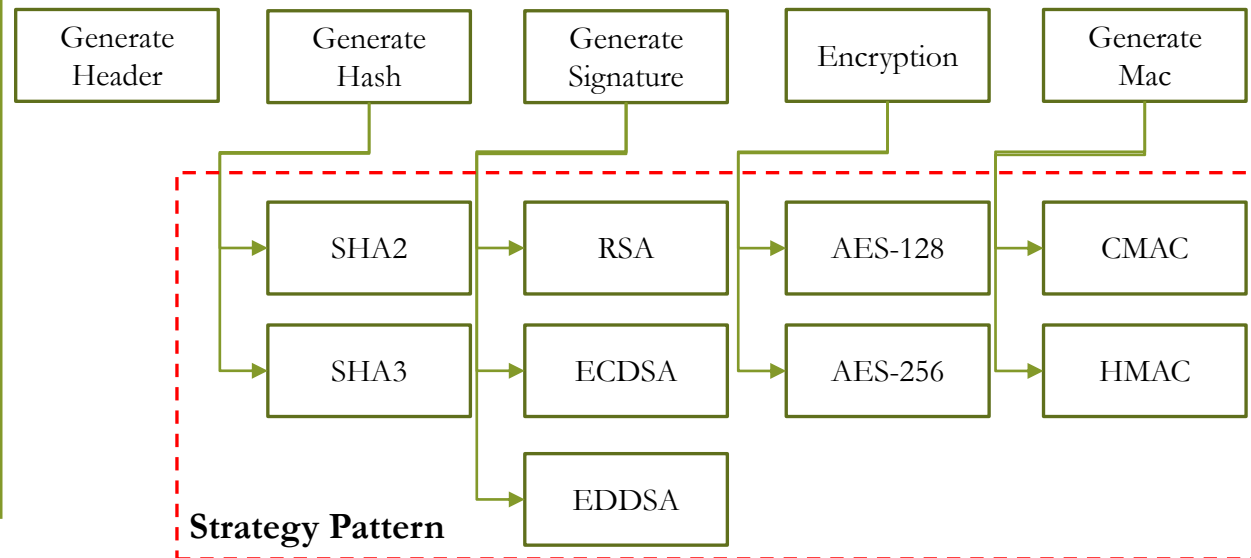 Generate
Header
Generate
Hash
Generate
Signature
Encryption
Generate
Mac
SHA2
RSA
AES-128
CMAC
SHA3
ECDSA
AES-256
HMAC
EDDSA
Strategy Pattern